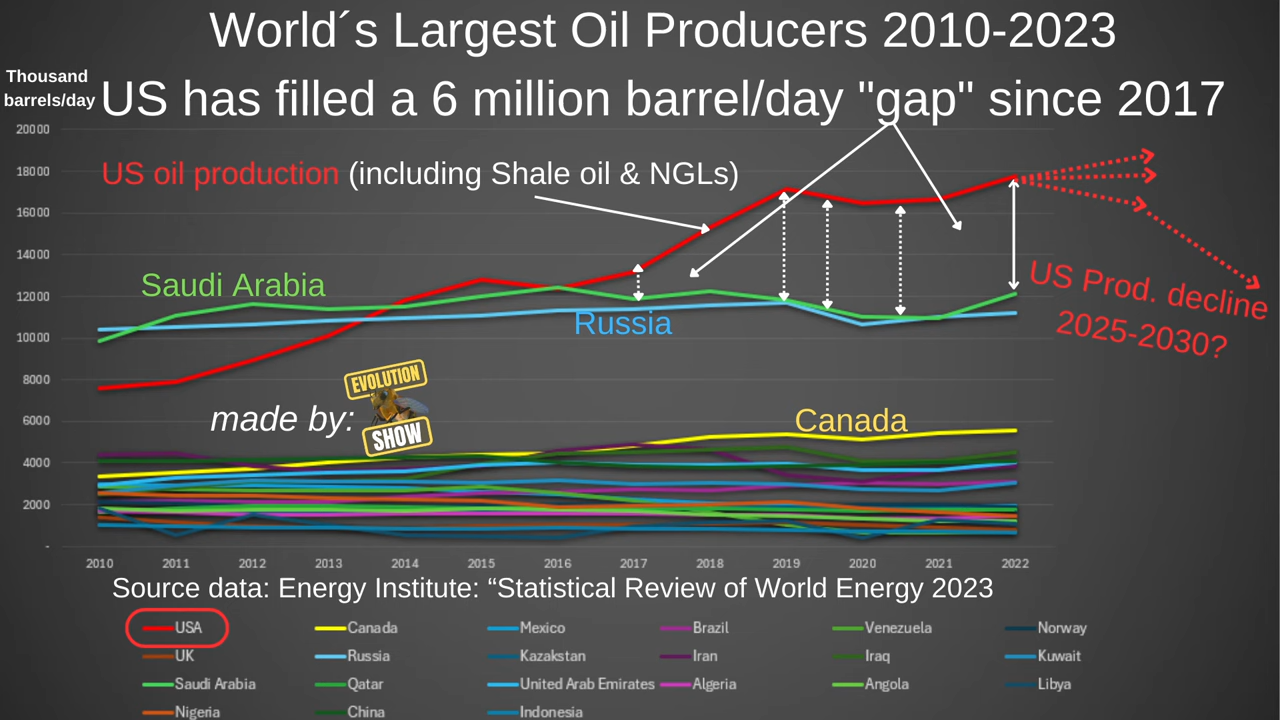 World´s Largest Oil Producers 2010-2023
Thousand
barrels/day
US has filled a 6 million barrel/day "gap" since 2017
20000
18000
US oil production (including Shale oil & NGLs)
16000
14000
Saudi Arabia
12000
US Prod. decline
2025-2030?
Russia
10000
8000
EVOLUTION
SHOW
made by:
6000
Canada
4000
2000
-
2010 2011 2012 2013 2014 2015 2016 2017 2018 2019 2020 2021 2022
Source data: Energy Institute: “Statistical Review of World Energy 2023
USA Canada Mexico Brazil Venezuela Norway
UK Russia Kazakstan Iran Iraq Kuwait
Saudi Arabia Qatar United Arab Emirates Algeria Angola Libya
Nigeria China Indonesia